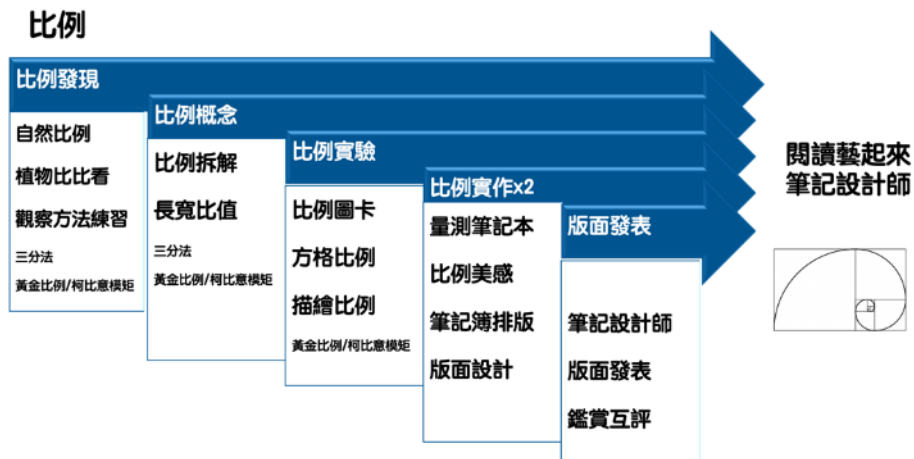 比例
比例發現
自然比例
植物比比看
觀察方法練習
三分法
黃金比例/柯比意模矩
比例概念
比例拆解
長寬比值
三分法
黃金比例/柯比意模矩
比例實驗
比例圖卡
方格比例
描繪比例
黃金比例/柯比意模矩
比例實作x2
量測筆記本
比例美感
筆記簿排版
版面設計
版面發表
筆記設計師
版面發表
鑑賞互評
閱讀藝起來
筆記設計師